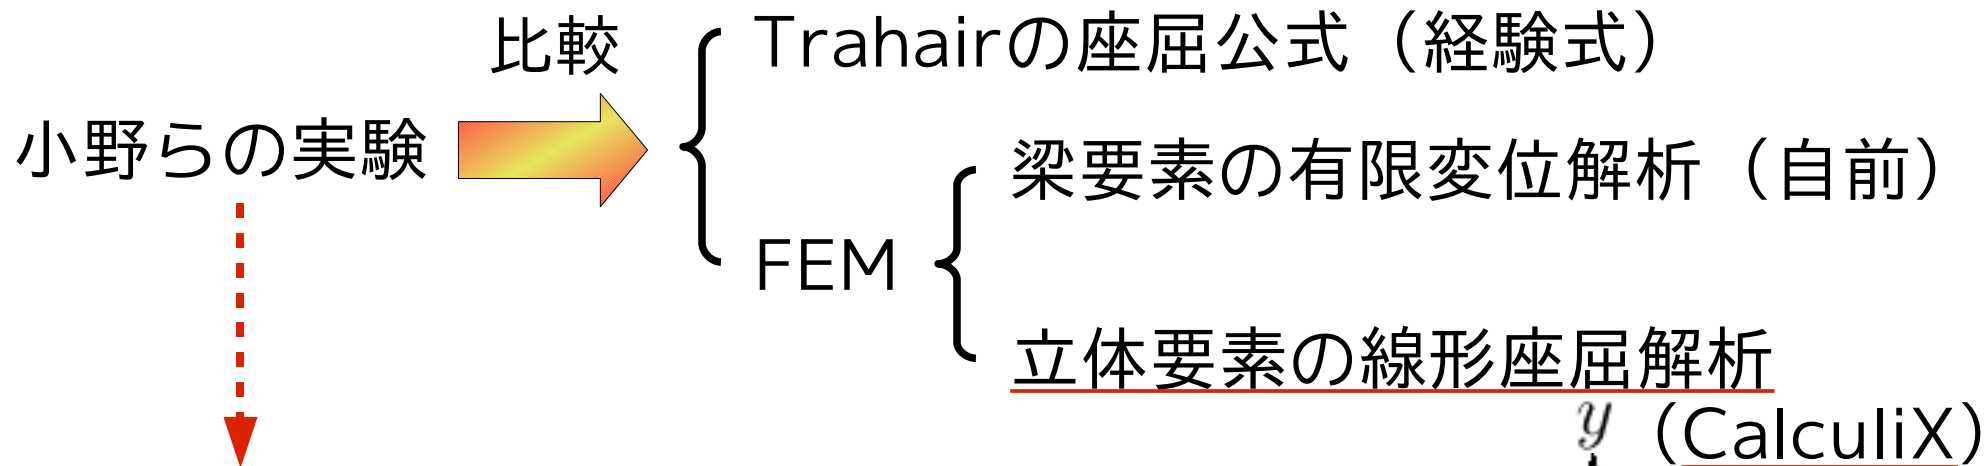 比較
Trahairの座屈公式（経験式）
小野らの実験
梁要素の有限変位解析（自前）
FEM
立体要素の線形座屈解析
y
（CalculiX）